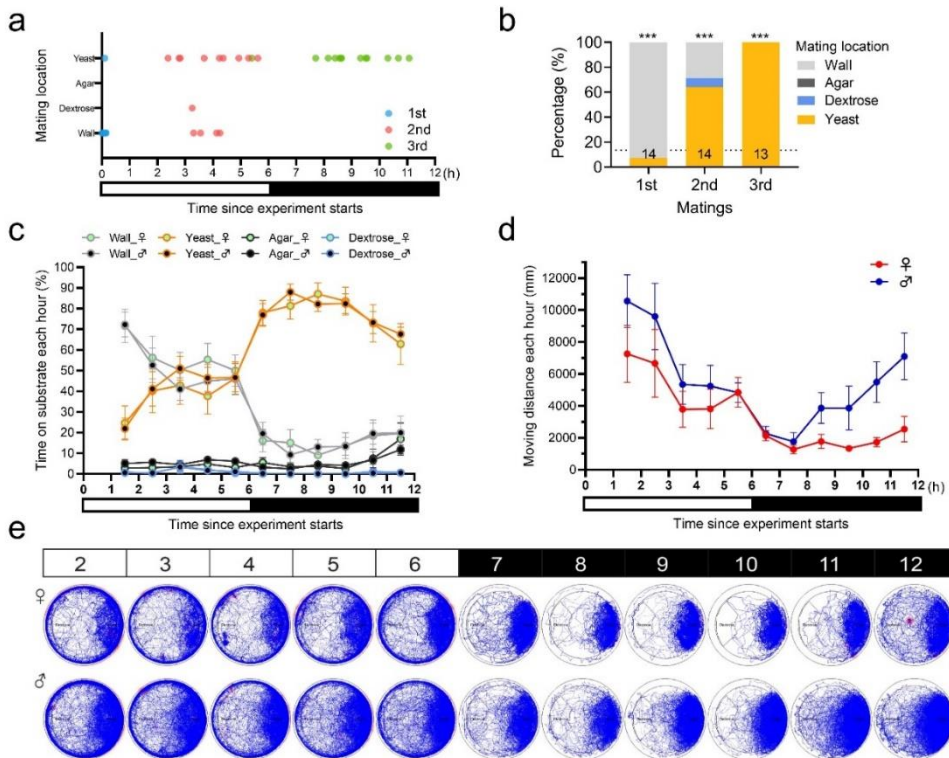 a
Mating location
Yeast
Agar
Dextrose
Wall
1st
2nd
3rd
0 1 2 3 4 5 6 7 8 9 10 11 12 (h)
Time since experiment starts
b
Percentage (%)
100
80
60
40
20
0
*** *** ***
14 14 13
1st 2nd 3rd
Matings
Mating location
Wall
Agar
Dextrose
Yeast
c
Wall_♀ Yeast_♀ Agar_♀ Dextrose_♀
Wall_♂ Yeast_♂ Agar_♂ Dextrose_♂
Time on substrate each hour (%)
100
90
80
70
60
50
40
30
20
10
0
0 1 2 3 4 5 6 7 8 9 10 11 12 (h)
Time since experiment starts
d
♀
♂
Moving distance each hour (mm)
12000
10000
8000
6000
4000
2000
0
0 1 2 3 4 5 6 7 8 9 10 11 12 (h)
Time since experiment starts
e
2 3 4 5 6 7 8 9 10 11 12
♀
♂